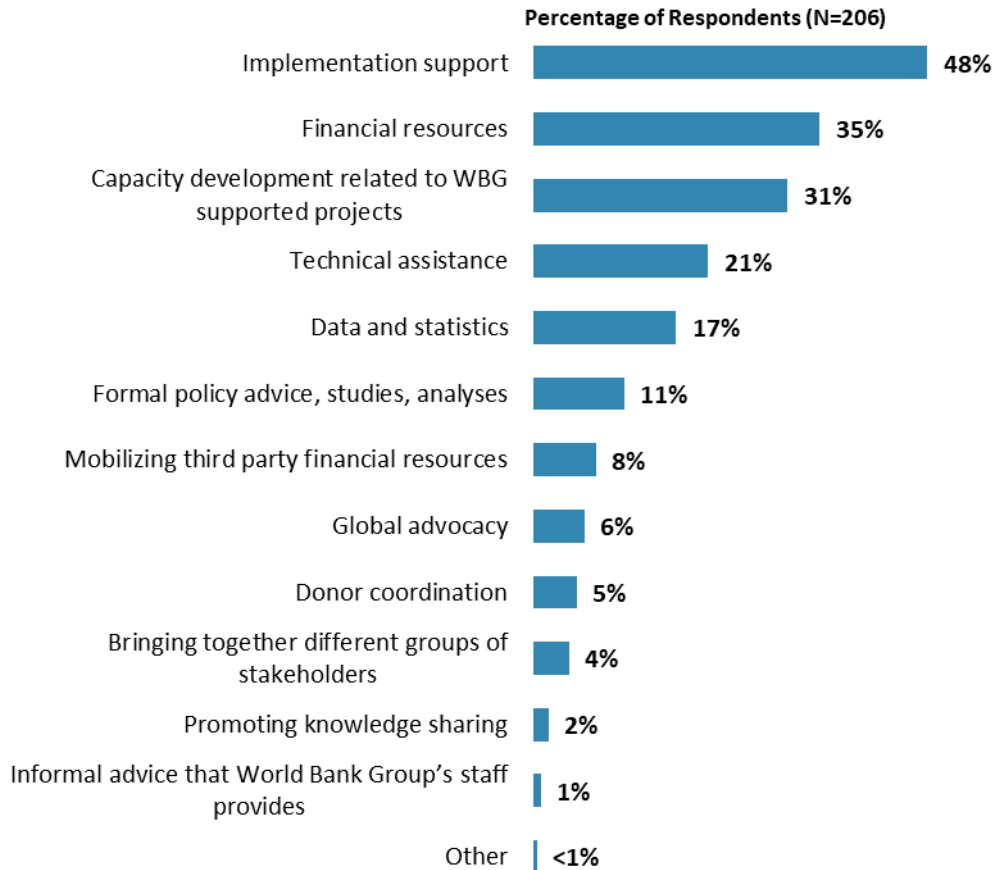 Percentage of Respondents (N=206)
Implementation support 48%
Financial resources 35%
Capacity development related to WBG
supported projects 31%
Technical assistance 21%
Data and statistics 17%
Formal policy advice, studies, analyses 11%
Mobilizing third party financial resources 8%
Global advocacy 6%
Donor coordination 5%
Bringing together different groups of
stakeholders 4%
Promoting knowledge sharing 2%
Informal advice that World Bank Group’s staff
provides 1%
Other <1%